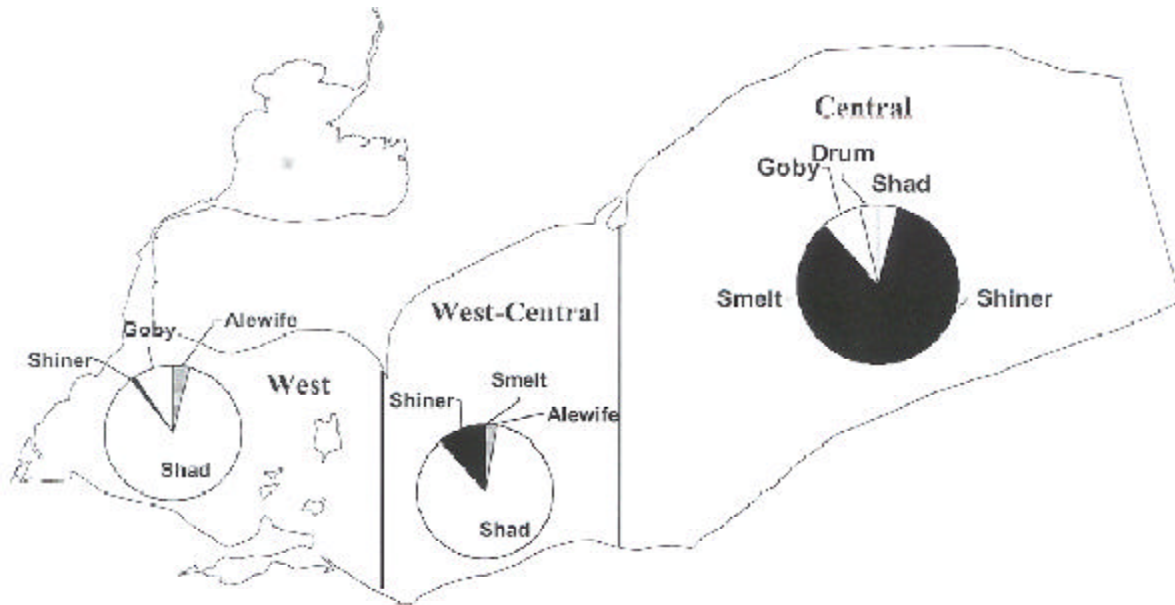 Central
Drum
Goby
Shad
Smelt
Shiner
West-Central
Smelt
Shiner
Alewife
Shad
Goby
Alewife
Shiner
West
Shad